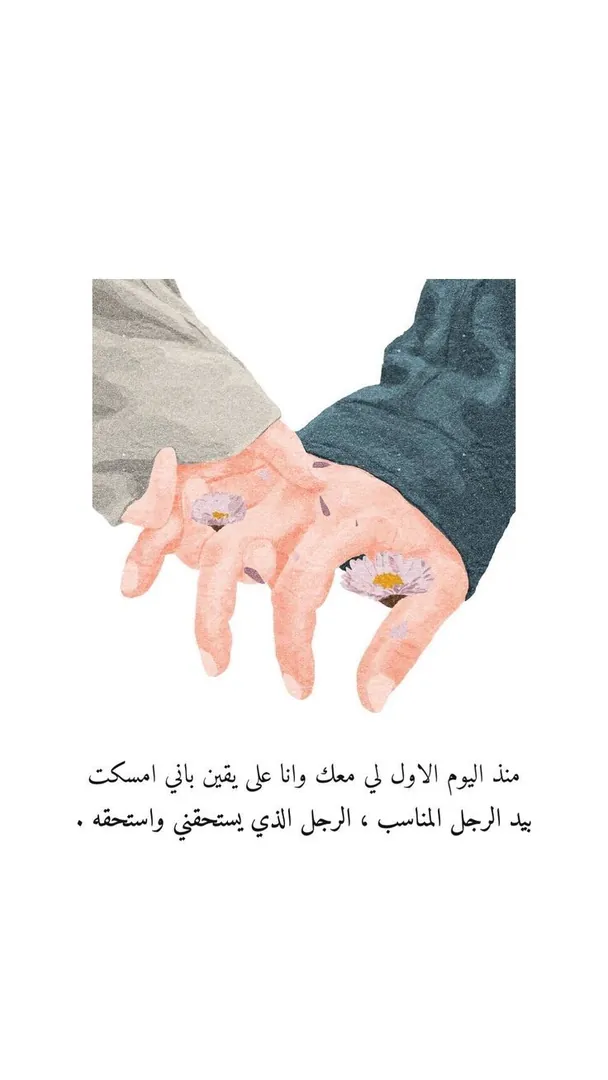 منذ اليوم الاول لي معك وانا على يقين باني امسكت
بيد الرجل المناسب ، الرجل الذي يستحقني واستحقه .